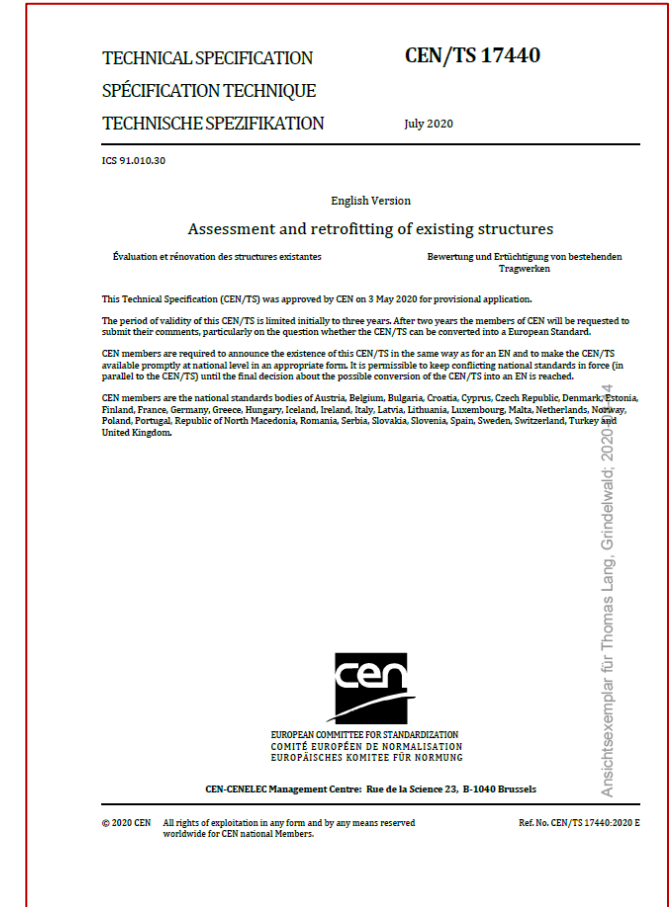 TECHNICAL SPECIFICATION
CEN/TS 17440
SPÉCIFICATION TECHNIQUE
TECHNISCHE SPEZIFIKATION
July 2020
ICS 91.010.30
English Version
Assessment and retrofitting of existing structures
Évaluation et rénovation des structures existantes
Bewertung und Ertüchtigung von bestehenden
Tragwerken
This Technical Specification (CEN/TS) was approved by CEN on 3 May 2020 for provisional application.
The period of validity of this CEN/TS is limited initially to three years. After two years the members of CEN will be requested to
submit their comments, particularly on the question whether the CEN/TS can be converted into a European Standard.
CEN members are required to announce the existence of this CEN/TS in the same way as for an EN and to make the CEN/TS
available promptly at national level in an appropriate form. It is permissible to keep conflicting national standards in force (in
parallel to the CEN/TS) until the final decision about the possible conversion of the CEN/TS into an EN is reached.
CEN members are the national standards bodies of Austria, Belgium, Bulgaria, Croatia, Cyprus, Czech Republic, Denmark, Estonia,
Finland, France, Germany, Greece, Hungary, Iceland, Ireland, Italy, Latvia, Lithuania, Luxembourg, Malta, Netherlands, Norway,
Poland, Portugal, Republic of North Macedonia, Romania, Serbia, Slovakia, Slovenia, Spain, Sweden, Switzerland, Turkey and
United Kingdom.
Ansichtsexemplar für Thomas Lang, Grindelwald;
cen
EUROPEAN COMMITTEE FOR STANDARDIZATION
COMITÉ EUROPÉEN DE NORMALISATION
EUROPÄISCHES KOMITEE FÜR NORMUNG
CEN-CENELEC Management Centre: Rue de la Science 23, B-1040 Brussels
© 2020 CEN All rights of exploitation in any form and by any means reserved
worldwide for CEN national Members.
Ref. No. CEN/TS 17440:2020 E